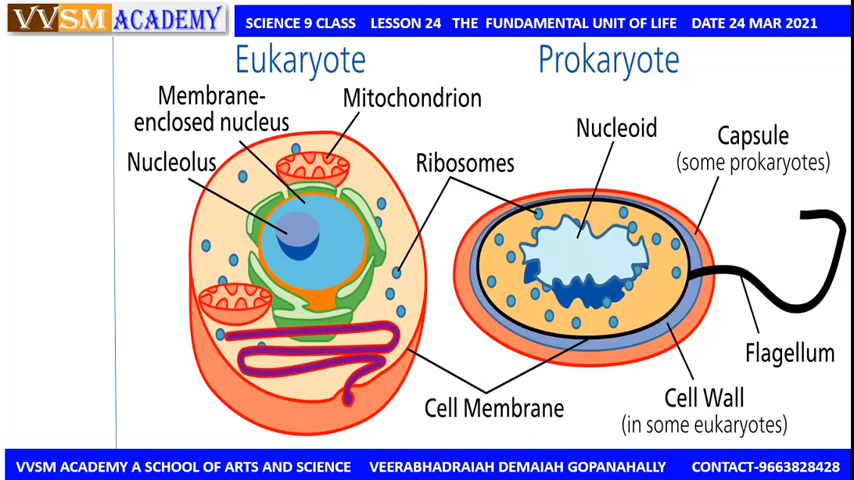 VVSM ACADEMY
SCIENCE 9 CLASS LESSON 24 THE FUNDAMENTAL UNIT OF LIFE DATE 24 MAR 2021
Eukaryote
Prokaryote
Membrane-
enclosed nucleus
Mitochondrion
Nucleolus
Ribosomes
Nucleoid
Capsule
(some prokaryotes)
Flagellum
Cell Membrane
Cell Wall
(in some eukaryotes)
VVSM ACADEMY A SCHOOL OF ARTS AND SCIENCE VEERABHADRAIAH DEMAIAH GOPANAHALLY CONTACT-9663828428